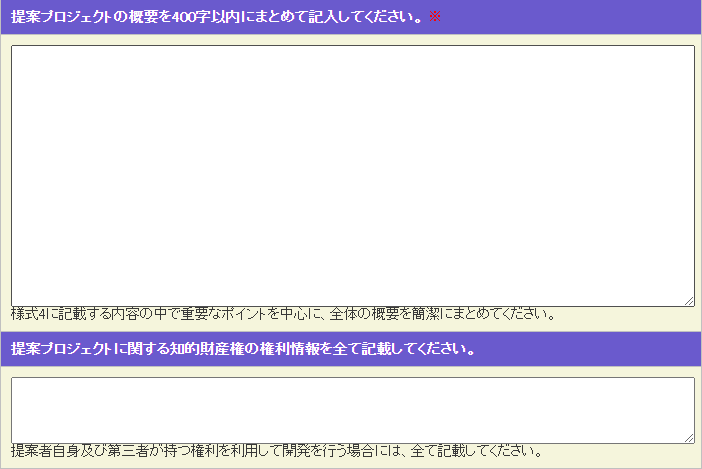 提案プロジェクトの概要を400字以内にまとめて記入してください。※
様式4に記載する内容の中で重要なポイントを中心に、全体の概要を簡潔にまとめてください。
提案プロジェクトに関する知的財産権の権利情報を全て記載してください。
提案者自身及び第三者が持つ権利を利用して開発を行う場合には、全て記載してください。